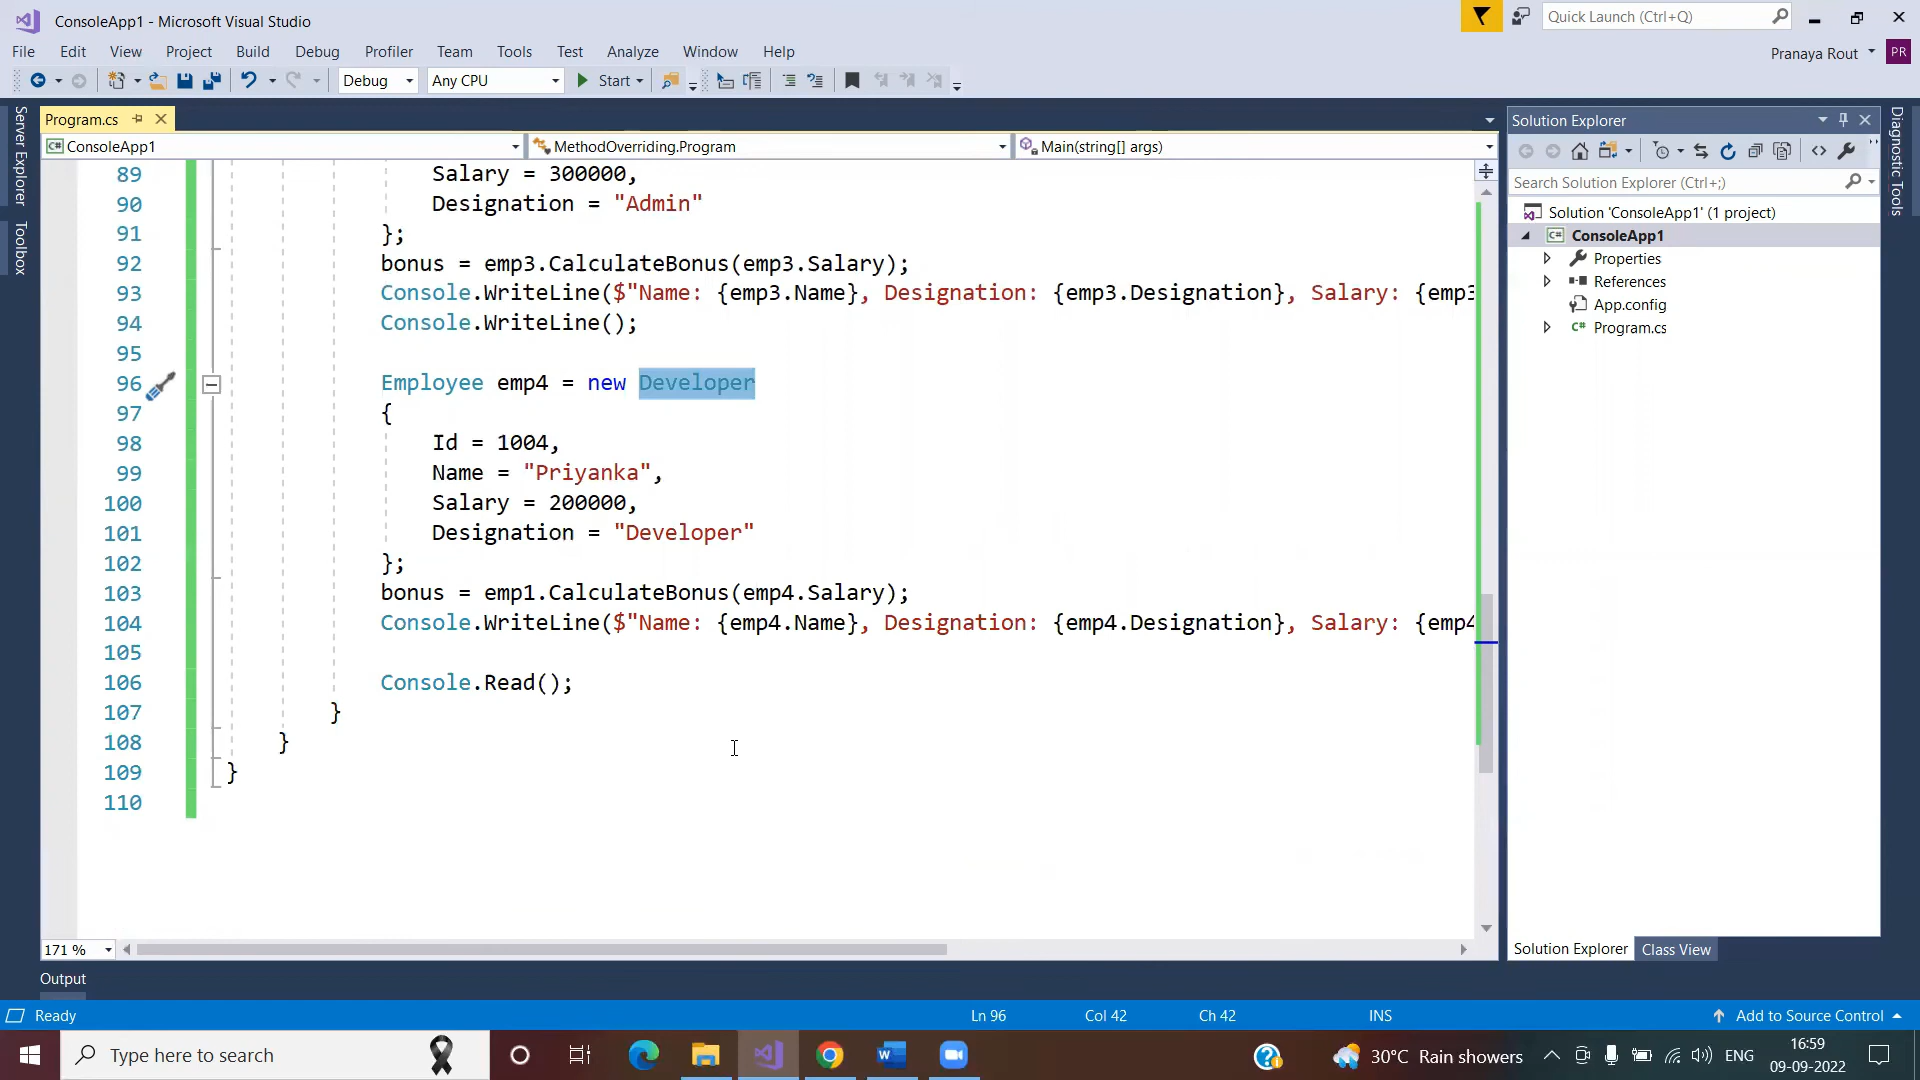 ConsoleApp1 - Microsoft Visual Studio
Quick Launch (Ctrl+Q)
File Edit View Project Build Debug Profiler Team Tools Test Analyze Window Help
Pranaya Rout PR
Debug Any CPU Start
Program.cs
ConsoleApp1 MethodOverriding.Program Main(string[] args)
Server Explorer
Toolbox
89 Salary = 300000,
90 Designation = "Admin"
91 };
92 bonus = emp3.CalculateBonus(emp3.Salary);
93 Console.WriteLine($"Name: {emp3.Name}, Designation: {emp3.Designation}, Salary: {emp3
94 Console.WriteLine();
95
96 Employee emp4 = new Developer
97 {
98 Id = 1004,
99 Name = "Priyanka",
100 Salary = 200000,
101 Designation = "Developer"
102 };
103 bonus = emp1.CalculateBonus(emp4.Salary);
104 Console.WriteLine($"Name: {emp4.Name}, Designation: {emp4.Designation}, Salary: {emp4
105
106 Console.Read();
107 }
108 }
109 }
110
171 %
Solution Explorer
Search Solution Explorer (Ctrl+;)
Solution 'ConsoleApp1' (1 project)
C# ConsoleApp1
Properties
References
App.config
C# Program.cs
Solution Explorer Class View
Diagnostic Tools
Output
Ready Ln 96 Col 42 Ch 42 INS Add to Source Control
Type here to search
30°C Rain showers ENG 16:59
09-09-2022